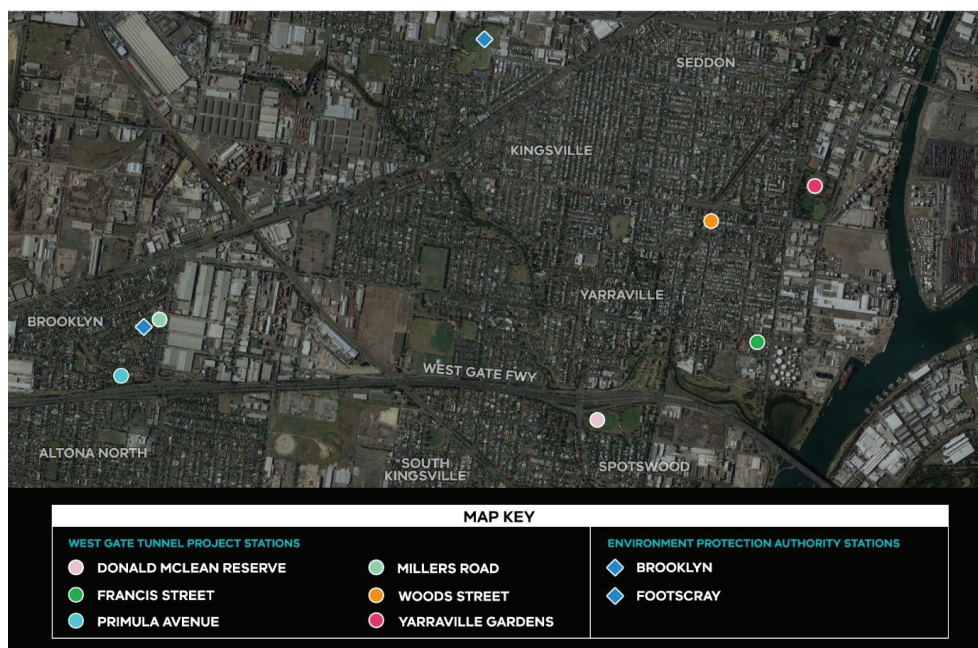 SEDDON
KINGSVILLE
YARRAVILLE
BROOKLYN
WEST GATE FWY
ALTONA NORTH
SOUTH
KINGSVILLE
SPOTSWOOD
MAP KEY
WEST GATE TUNNEL PROJECT STATIONS
DONALD MCLEAN RESERVE
FRANCIS STREET
PRIMULA AVENUE
MILLERS ROAD
WOODS STREET
YARRAVILLE GARDENS
ENVIRONMENT PROTECTION AUTHORITY STATIONS
BROOKLYN
FOOTSCRAY